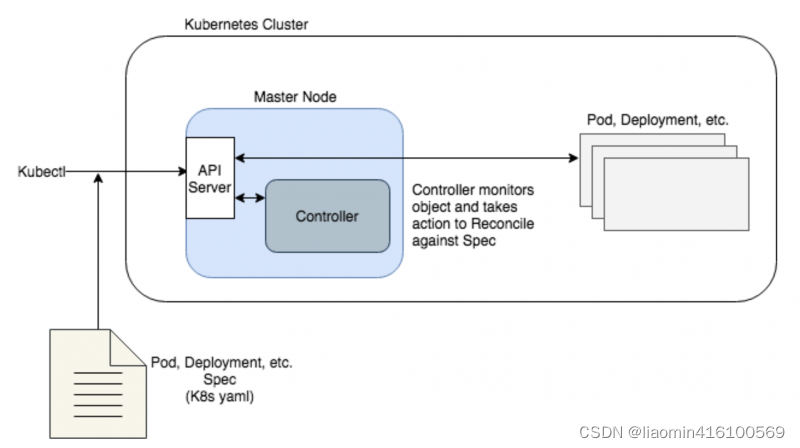 Kubernetes Cluster
Master Node
Pod, Deployment, etc.
Kubectl
API
Server
Controller
Controller monitors
object and takes
action to Reconcile
against Spec
Pod, Deployment, etc.
Spec
(K8s yaml)
CSDN @liaomin416100569